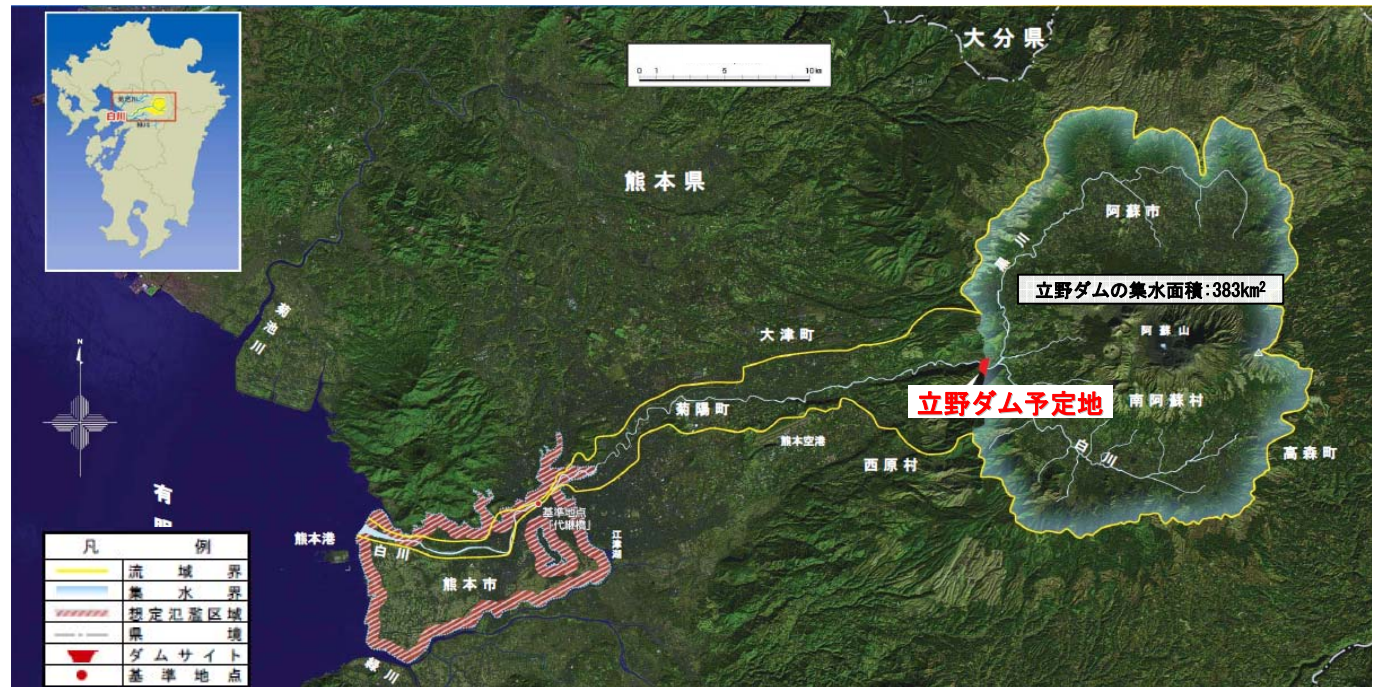 白川
大分県
0 1 5 10km
熊本県
阿蘇市
黒川
立野ダムの集水面積:383km²
阿蘇山
大津町
菊池川
N
立野ダム予定地
南阿蘇村
菊陽町
熊本空港
白川
高森町
西原村
有明
基準地点
「代継橋」
江津湖
熊本港
白川
熊本市
緑川
凡例
流域界
集水界
想定氾濫区域
県境
ダムサイト
基準地点